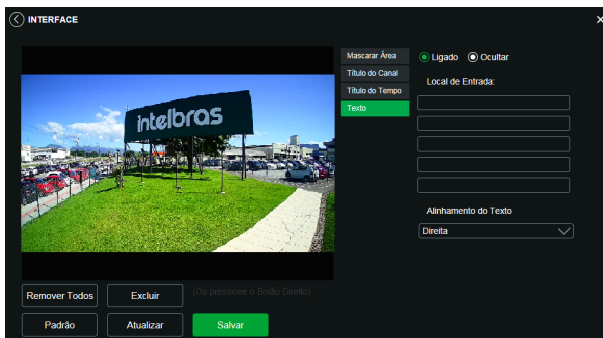 INTERFACE
intelbras
Mascarar Área
Título do Canal
Título do Tempo
Texto
Ligado
Ocultar
Local de Entrada:
Alinhamento do Texto
Direita
Remover Todos
Excluir
(Ou pressione o Botão Direito)
Padrão
Atualizar
Salvar